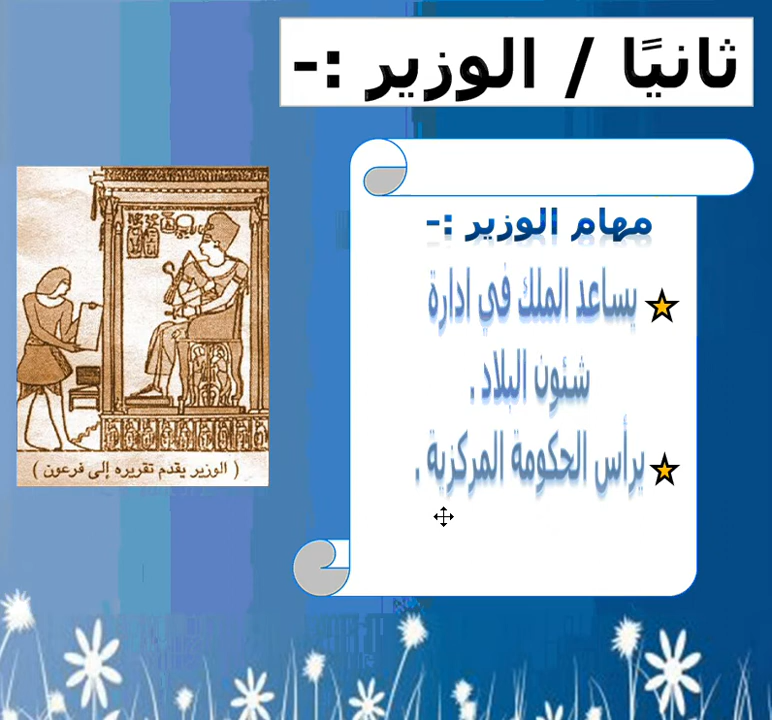 ثانيًا / الوزير :-
مهام الوزير :-
يساعد الملك في ادارة
شئون البلاد .
يرأس الحكومة المركزية .
( الوزير يقدم تقريره إلى فرعون )